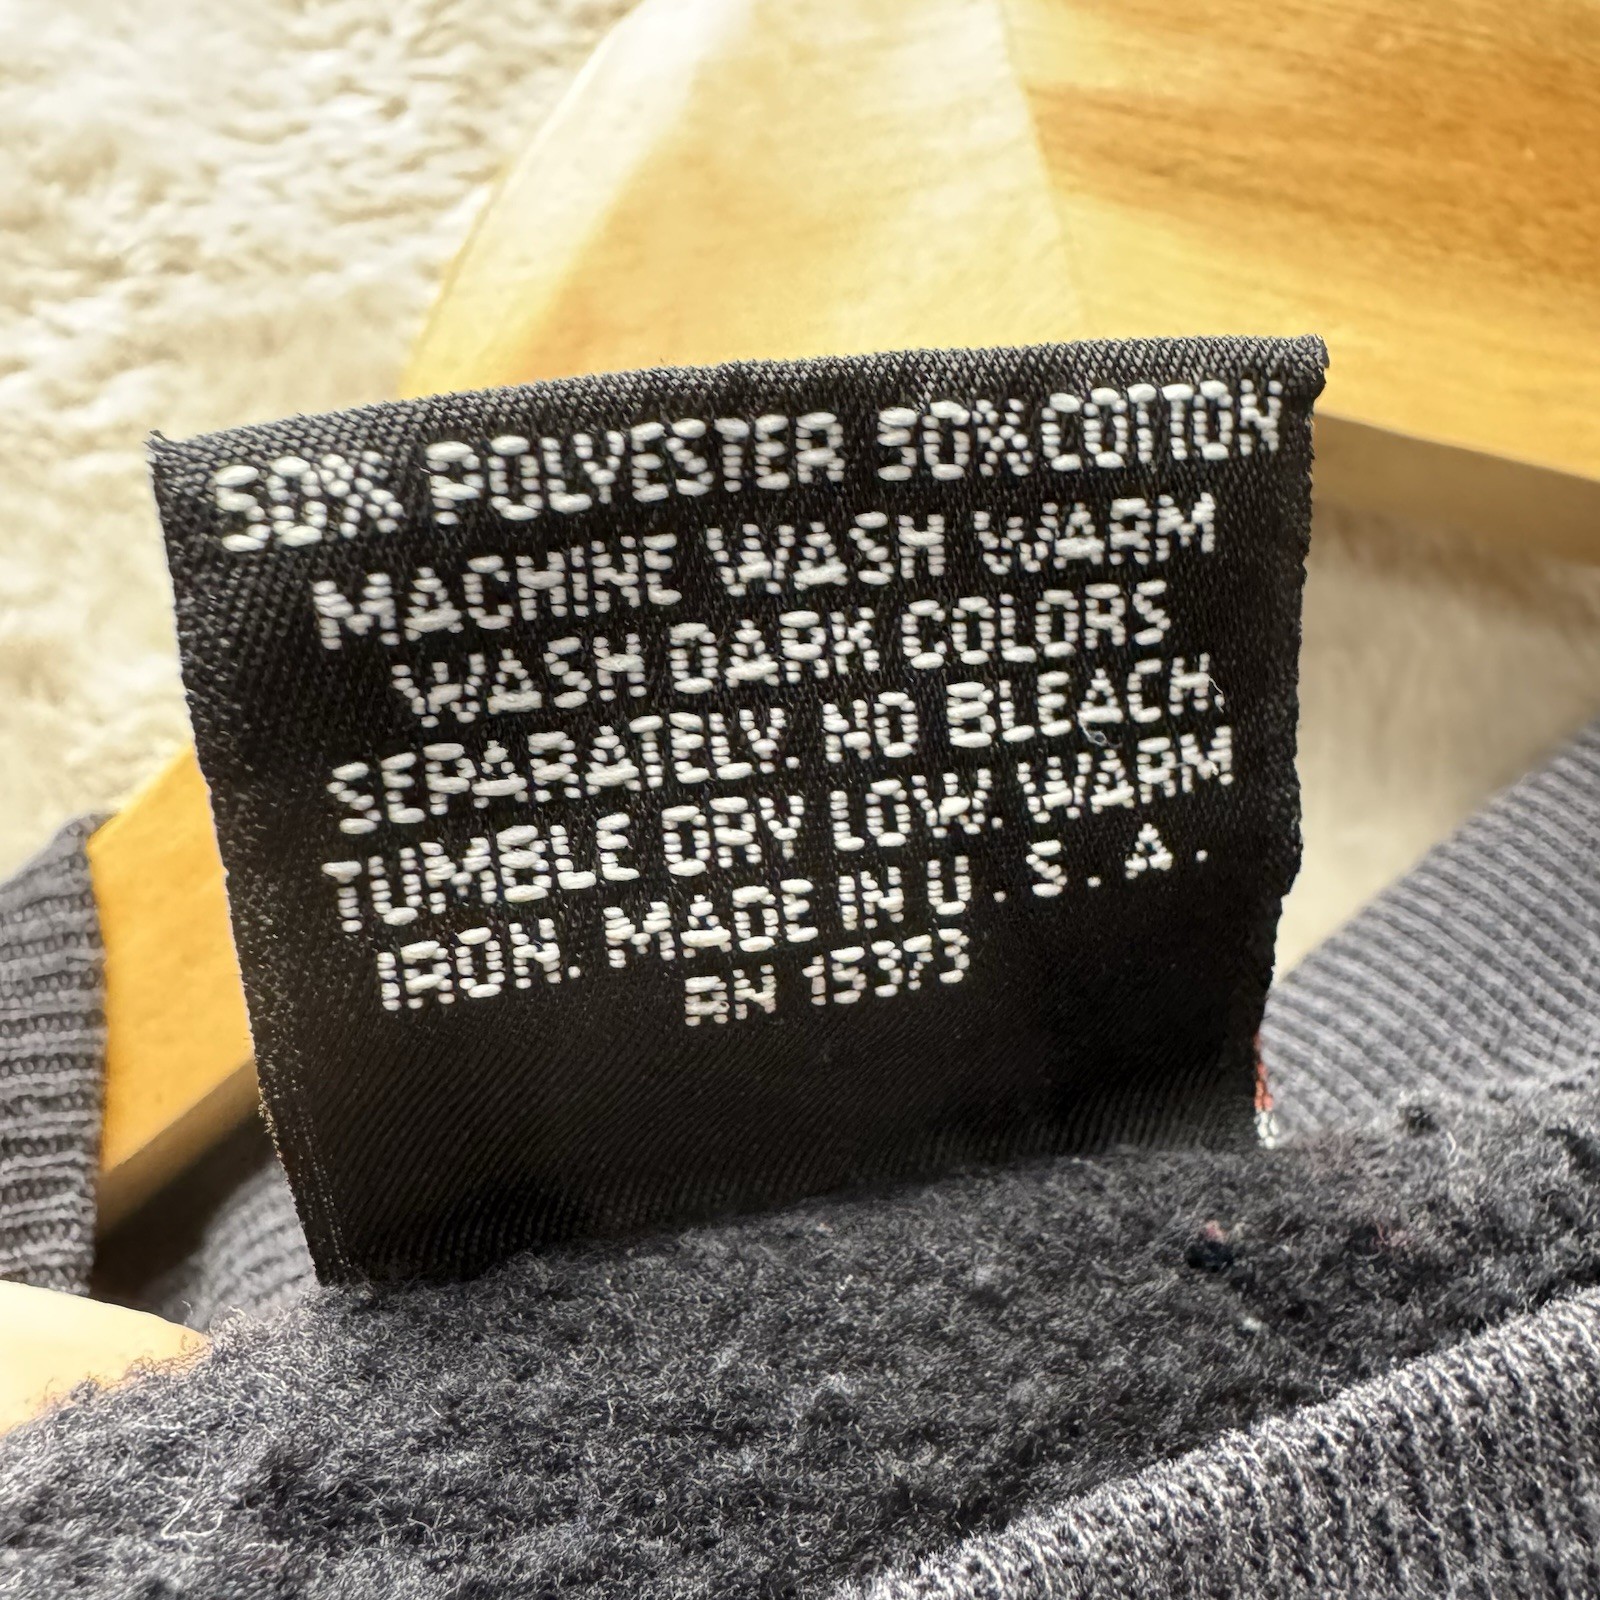 50% POLYESTER 50% COTTON
MACHINE WASH WARM
WASH DARK COLORS
SEPARATELY. NO BLEACH.
TUMBLE DRY LOW. WARM
IRON. MADE IN U.S.A.
RN 15373